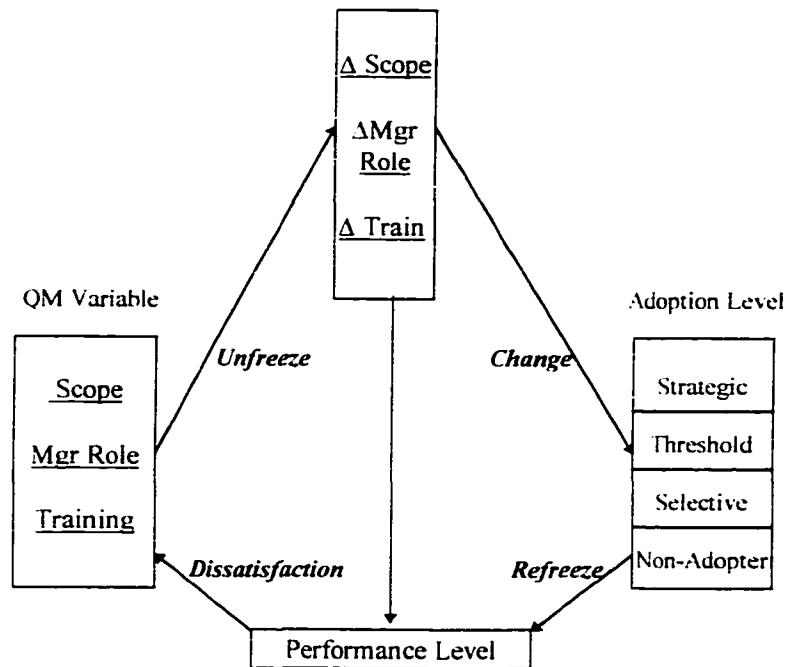 Δ Scope
ΔMgr
Role
Δ Train
QM Variable
Adoption Level
Unfreeze
Change
Scope
Mgr Role
Training
Strategic
Threshold
Selective
Non-Adopter
Dissatisfaction
Refreeze
Performance Level